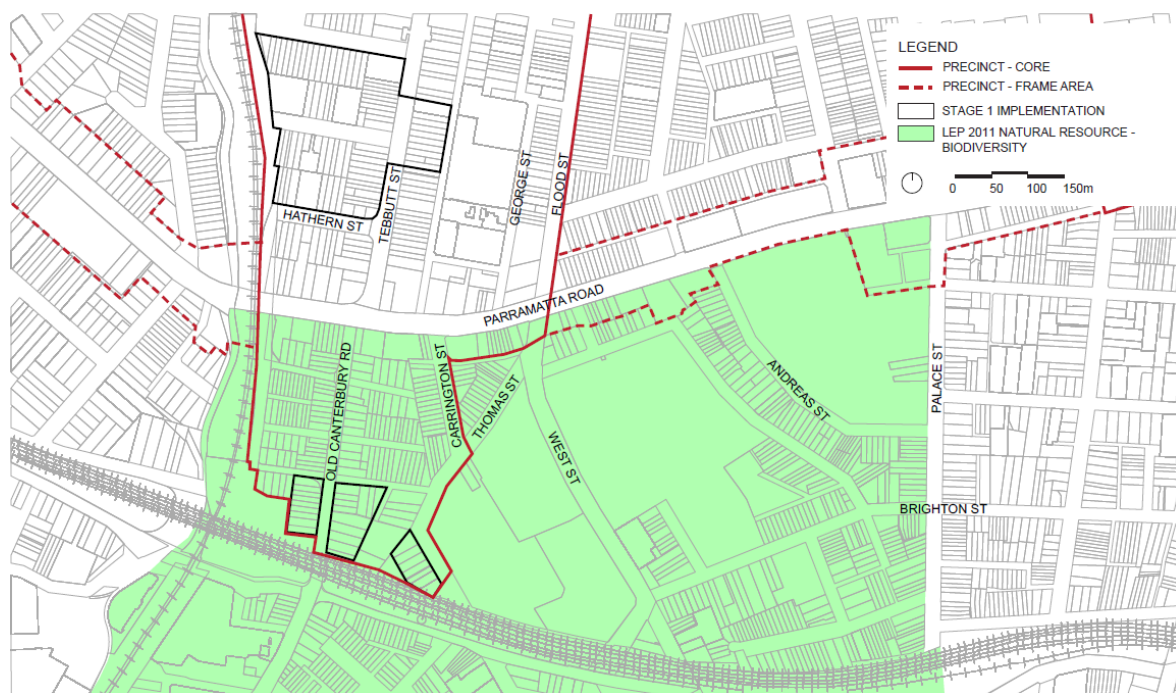 LEGEND
PRECINCT - CORE
PRECINCT - FRAME AREA
STAGE 1 IMPLEMENTATION
LEP 2011 NATURAL RESOURCE -
BIODIVERSITY
0 50 100 150m
HATHERN ST
TEBBUTT ST
GEORGE ST
FLOOD ST
PARRAMATTA ROAD
OLD CANTERBURY RD
CARRINGTON ST
THOMAS ST
WEST ST
ANDREAS ST
PALACE ST
BRIGHTON ST